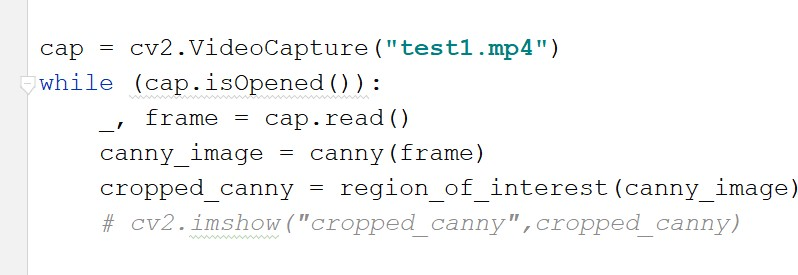 cap = cv2.VideoCapture("test1.mp4")
while (cap.isOpened()):
    _, frame = cap.read()
    canny_image = canny(frame)
    cropped_canny = region_of_interest(canny_image)
    # cv2.imshow("cropped_canny",cropped_canny)